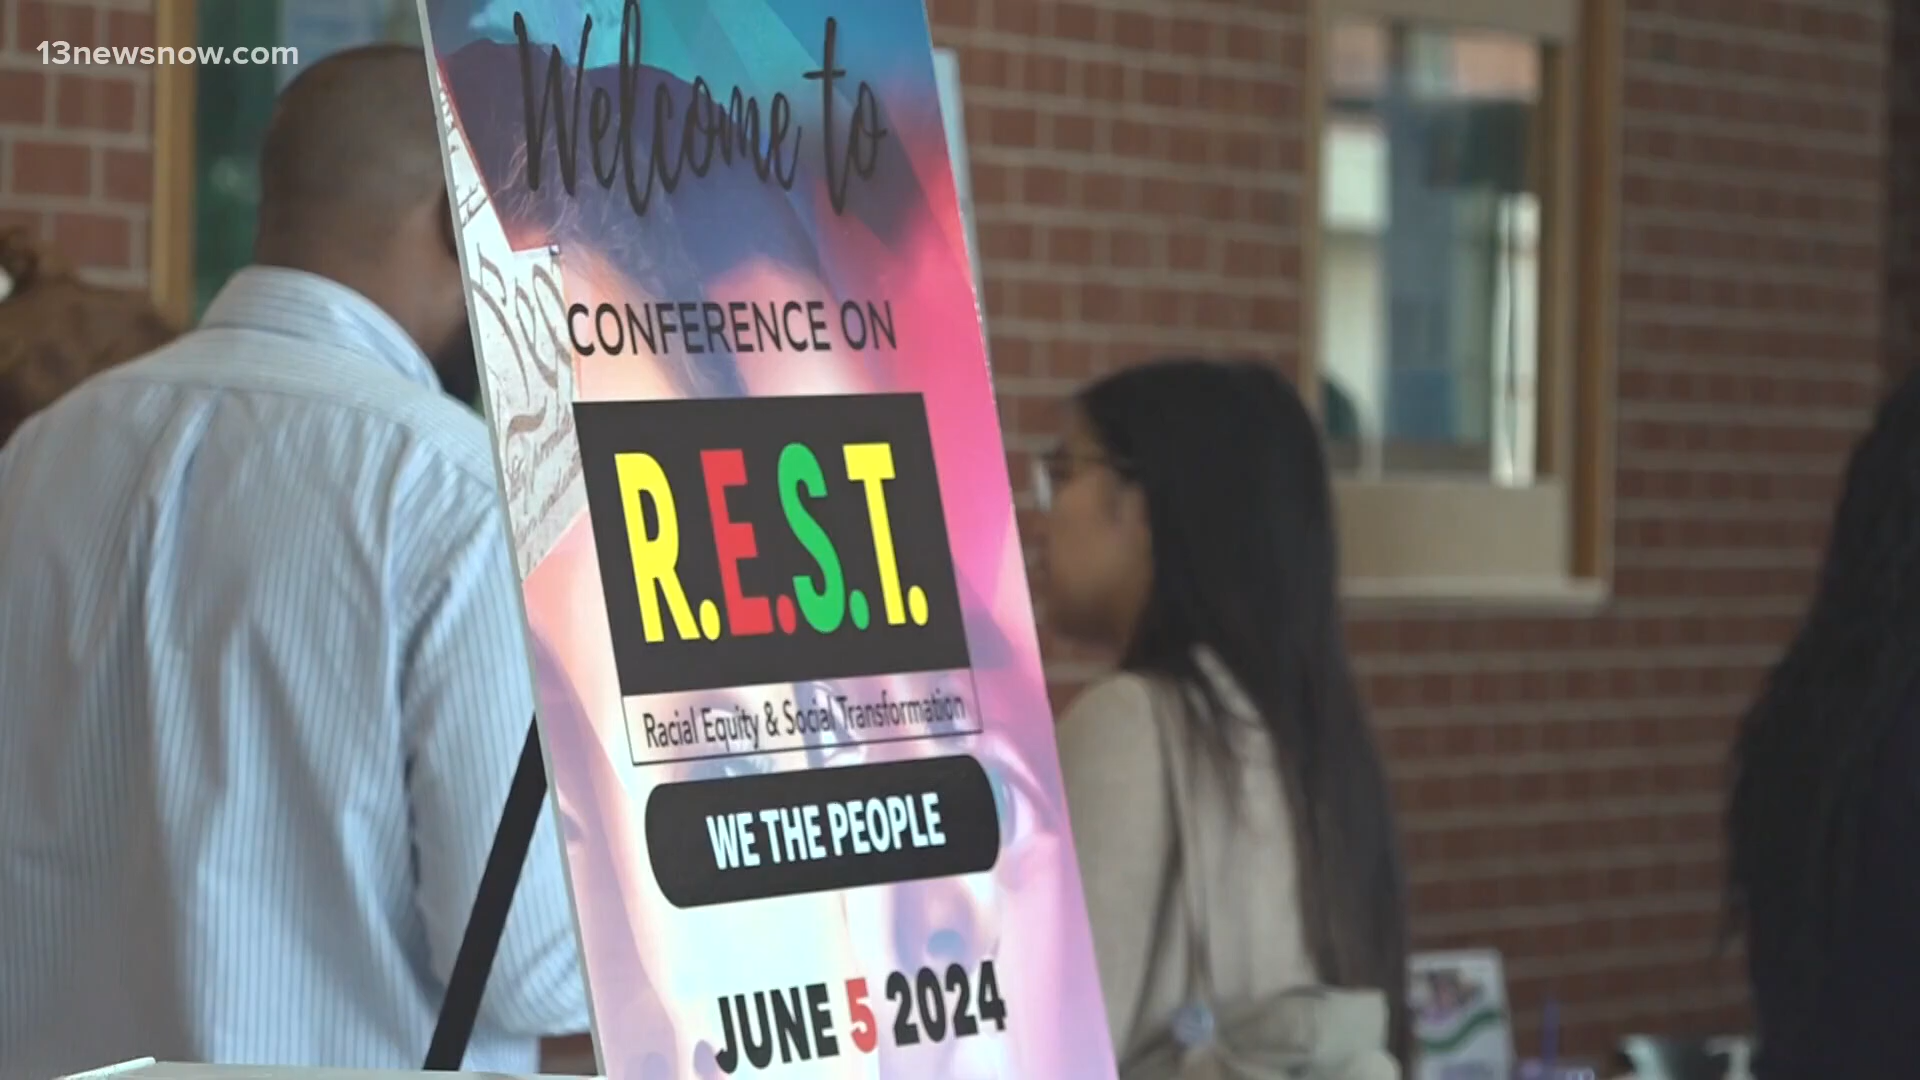 13newsnow.com
Welcome to
CONFERENCE ON
R.E.S.T.
Racial Equity & Social Transformation
WE THE PEOPLE
JUNE 5 2024